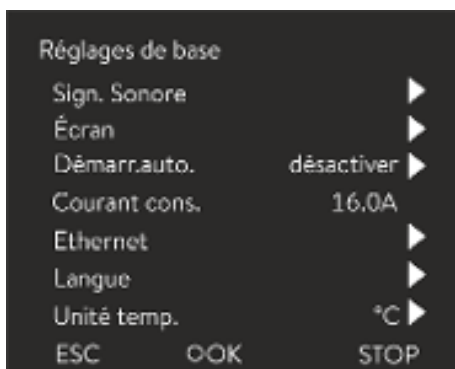 Réglages de base
Sign. Sonore
Écran
Démarr.auto. désactiver
Courant cons. 16.0A
Ethernet
Langue
Unité temp. °C
ESC OOK STOP